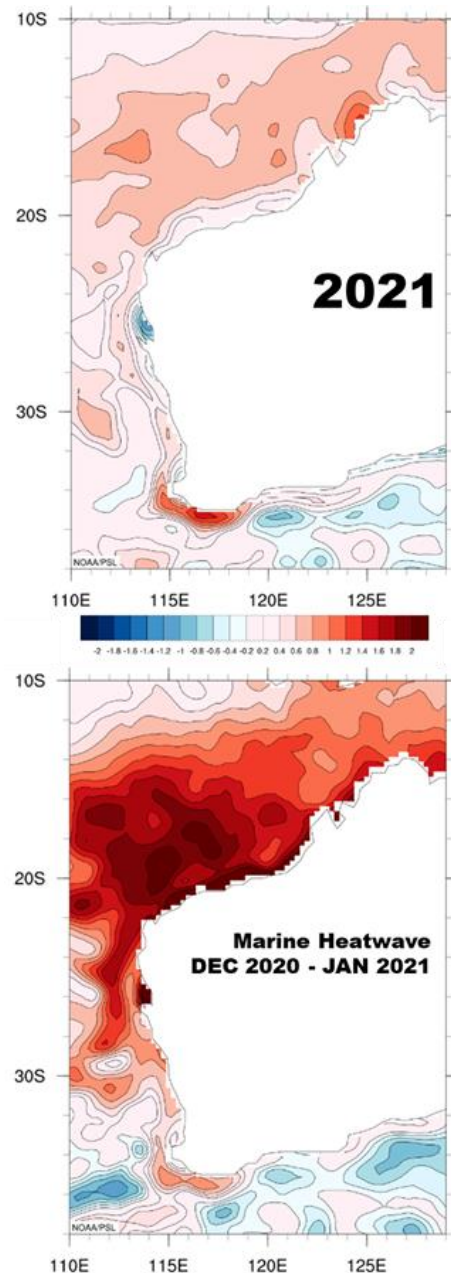 10S
20S
2021
30S
NOAA/PSL
110E 115E 120E 125E
-2 -1.8 -1.6 -1.4 -1.2 -1 -0.8 -0.6 -0.4 -0.2 0.2 0.4 0.6 0.8 1 1.2 1.4 1.6 1.8 2
10S
20S
Marine Heatwave
DEC 2020 - JAN 2021
30S
NOAA/PSL
110E 115E 120E 125E